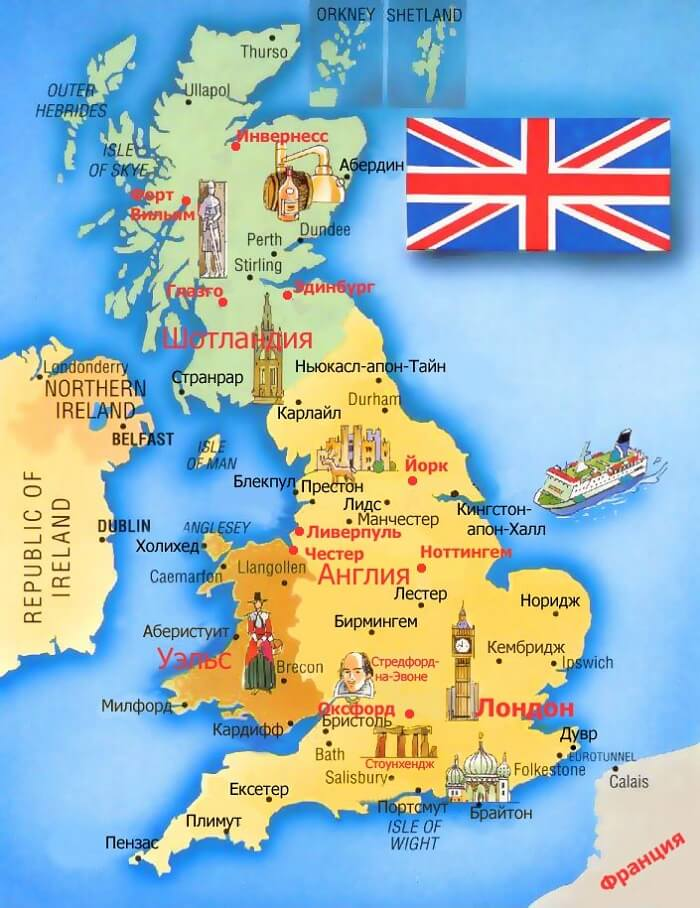 ORKNEY
SHETLAND
Thurso
OUTER
HEBRIDES
Ullapol
ISLE
OF SKYE
Инвернесс
Абердин
Форт
Вильям
Dundee
Perth
Stirling
Глазго
Эдинбург
Шотландия
Странрар
Ньюкасл-апон-Тайн
Durham
Карлайл
Londonderry
NORTHERN
IRELAND
BELFAST
ISLE
OF MAN
Йорк
Блекпул
Престон
Лидс
Манчестер
Кингстон-
апон-Халл
REPUBLIC OF
IRELAND
DUBLIN
ANGLESEY
Холихед
Ливерпуль
Честер
Ноттингем
Caemarfon
Llangollen
Англия
Лестер
Норидж
Аберистуит
Бирмингем
Уэльс
Brecon
Стредфорд-
на-Эвоне
Кембридж
Ipswich
Милфорд
Оксфорд
Лондон
Кардифф
Бристоль
Bath
Стоунхендж
Salisbury
Дувр
EUROTUNNEL
Folkestone
Calais
Ексетер
Портсмут
Брайтон
ISLE OF
WIGHT
Плимут
Пензас
Франция